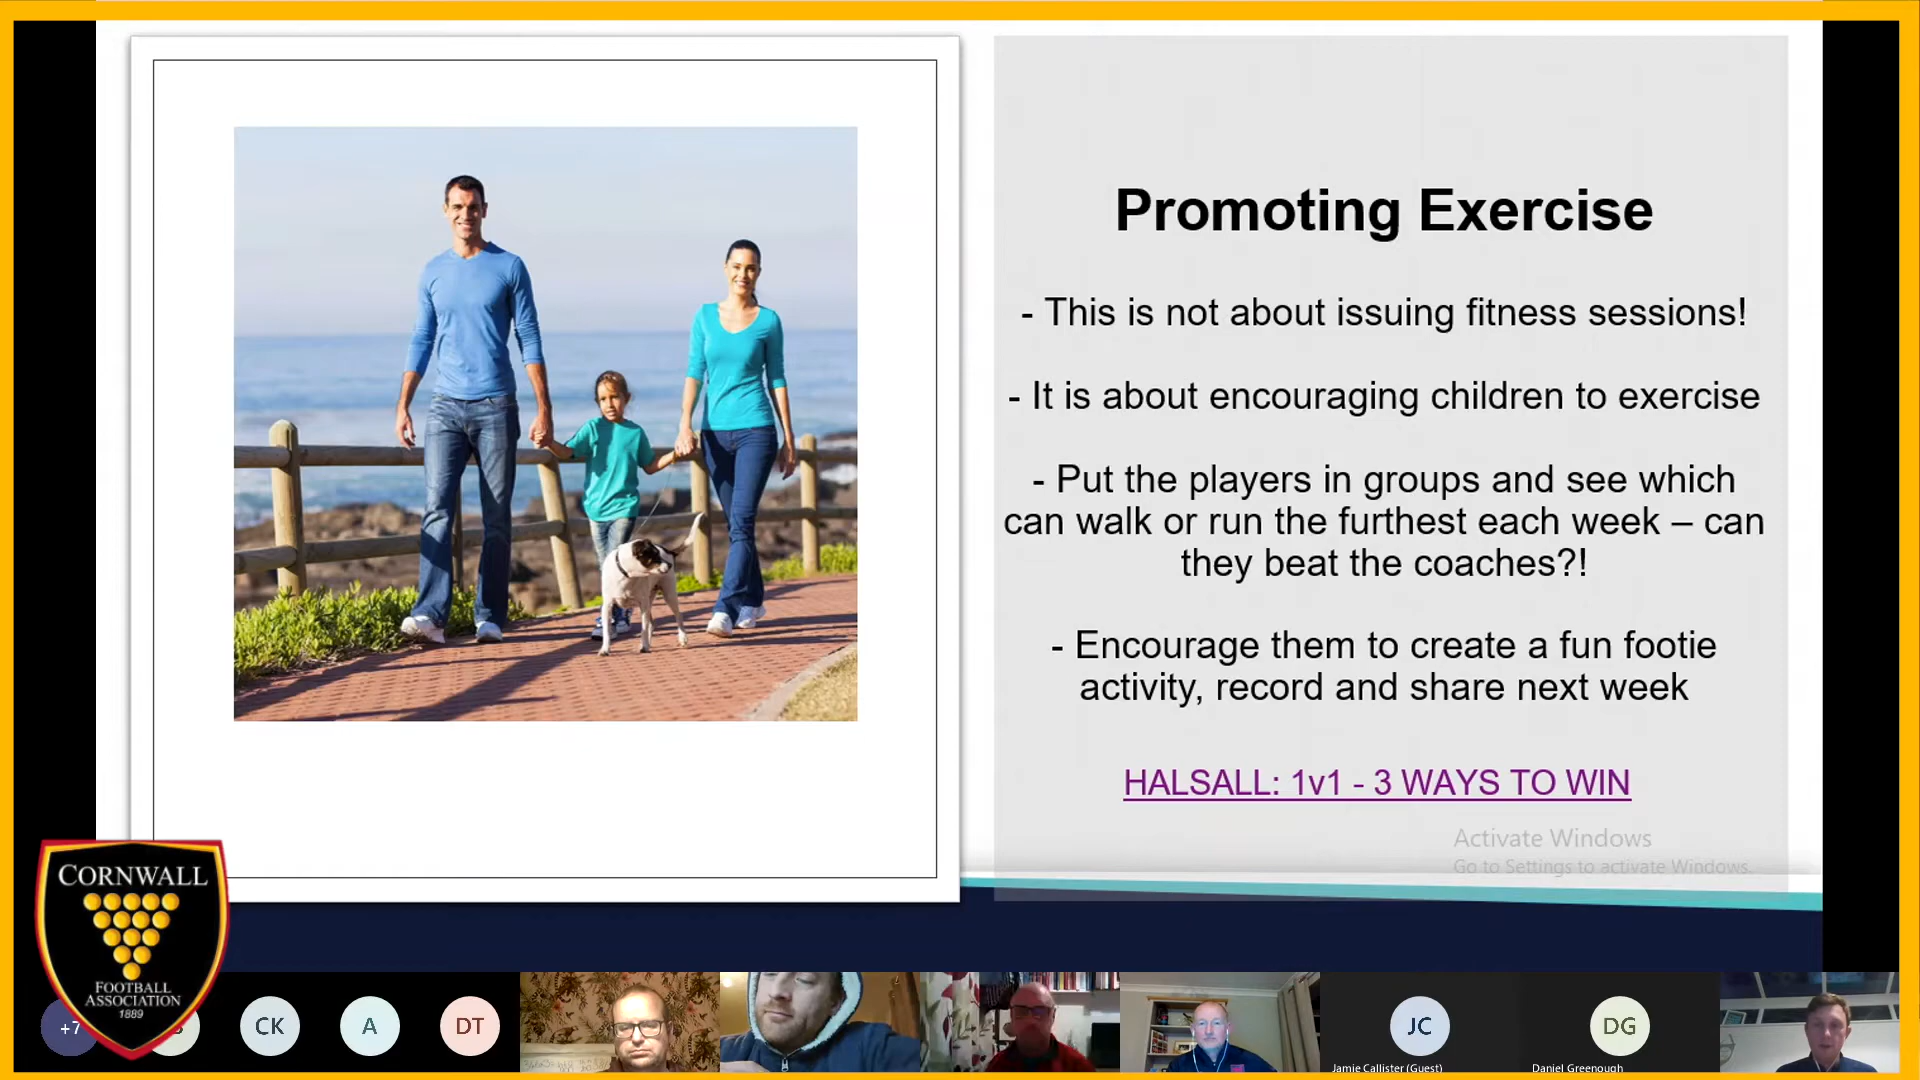 Promoting Exercise
- This is not about issuing fitness sessions!
- It is about encouraging children to exercise
- Put the players in groups and see which
can walk or run the furthest each week – can
they beat the coaches?!
- Encourage them to create a fun footie
activity, record and share next week
HALSALL: 1v1 - 3 WAYS TO WIN
Activate Windows
Go to Settings to activate Windows.
CORNWALL
FOOTBALL
ASSOCIATION
1889
+7
CK
A
DT
JC
DG
Jamie Callister (Guest)
Daniel Greenough